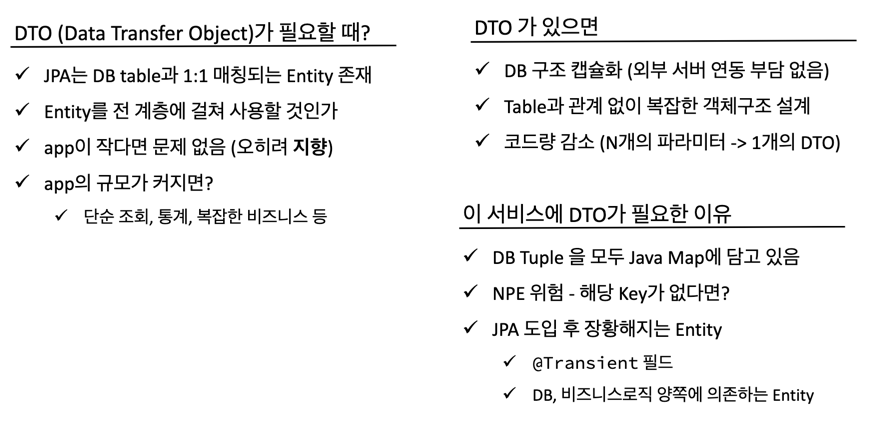 DTO (Data Transfer Object)가 필요할 때?
✓ JPA는 DB table과 1:1 매칭되는 Entity 존재
✓ Entity를 전 계층에 걸쳐 사용할 것인가
✓ app이 작다면 문제 없음 (오히려 지향)
✓ app의 규모가 커지면?
✓ 단순 조회, 통계, 복잡한 비즈니스 등
DTO 가 있으면
✓ DB 구조 캡슐화 (외부 서버 연동 부담 없음)
✓ Table과 관계 없이 복잡한 객체구조 설계
✓ 코드량 감소 (N개의 파라미터 -> 1개의 DTO)
이 서비스에 DTO가 필요한 이유
✓ DB Tuple 을 모두 Java Map에 담고 있음
✓ NPE 위험 - 해당 Key가 없다면?
✓ JPA 도입 후 장황해지는 Entity
✓ @Transient 필드
✓ DB, 비즈니스로직 양쪽에 의존하는 Entity